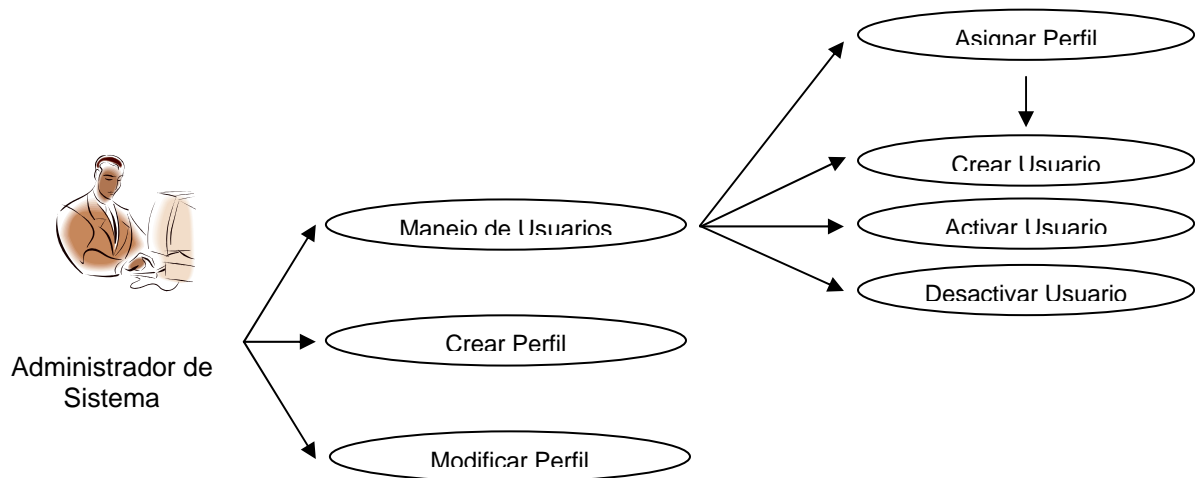 Asignar Perfil
Crear Usuario
Manejo de Usuarios
Activar Usuario
Desactivar Usuario
Crear Perfil
Administrador de
Sistema
Modificar Perfil